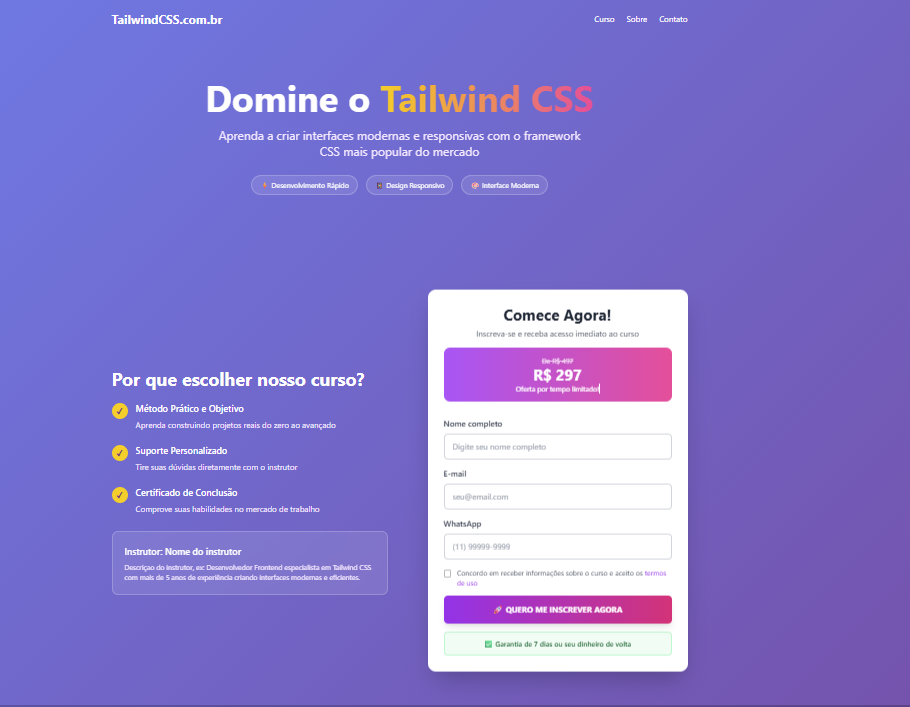 TailwindCSS.com.br
Curso Sobre Contato
Domine o Tailwind CSS
Aprenda a criar interfaces modernas e responsivas com o framework
CSS mais popular do mercado
Desenvolvimento Rápido
Design Responsivo
Interface Moderna
Por que escolher nosso curso?
Método Prático e Objetivo
Aprenda construindo projetos reais do zero ao avançado
Suporte Personalizado
Tire suas dúvidas diretamente com o instrutor
Certificado de Conclusão
Comprove suas habilidades no mercado de trabalho
Instrutor: Nome do instrutor
Descriçao do instrutor, ex: Desenvolvedor Frontend especialista em Tailwind CSS
com mais de 5 anos de experiência criando interfaces modernas e eficientes.
Comece Agora!
Inscreva-se e receba acesso imediato ao curso
De R$ 497
R$ 297
Oferta por tempo limitado!
Nome completo
Digite seu nome completo
E-mail
seu@email.com
WhatsApp
(11) 99999-9999
Concordo em receber informações sobre o curso e aceito os termos
de uso
🚀 QUERO ME INSCREVER AGORA
✅ Garantia de 7 dias ou seu dinheiro de volta